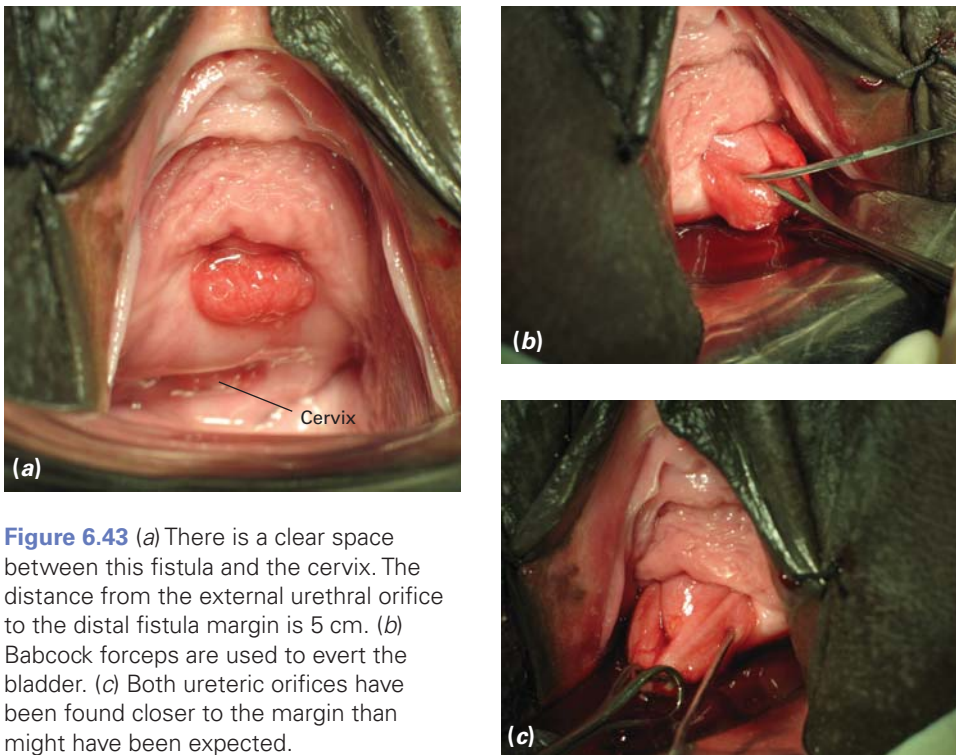 (a)
Cervix
(b)
(c)
Figure 6.43 (a) There is a clear space
between this fistula and the cervix. The
distance from the external urethral orifice
to the distal fistula margin is 5 cm. (b)
Babcock forceps are used to evert the
bladder. (c) Both ureteric orifices have
been found closer to the margin than
might have been expected.